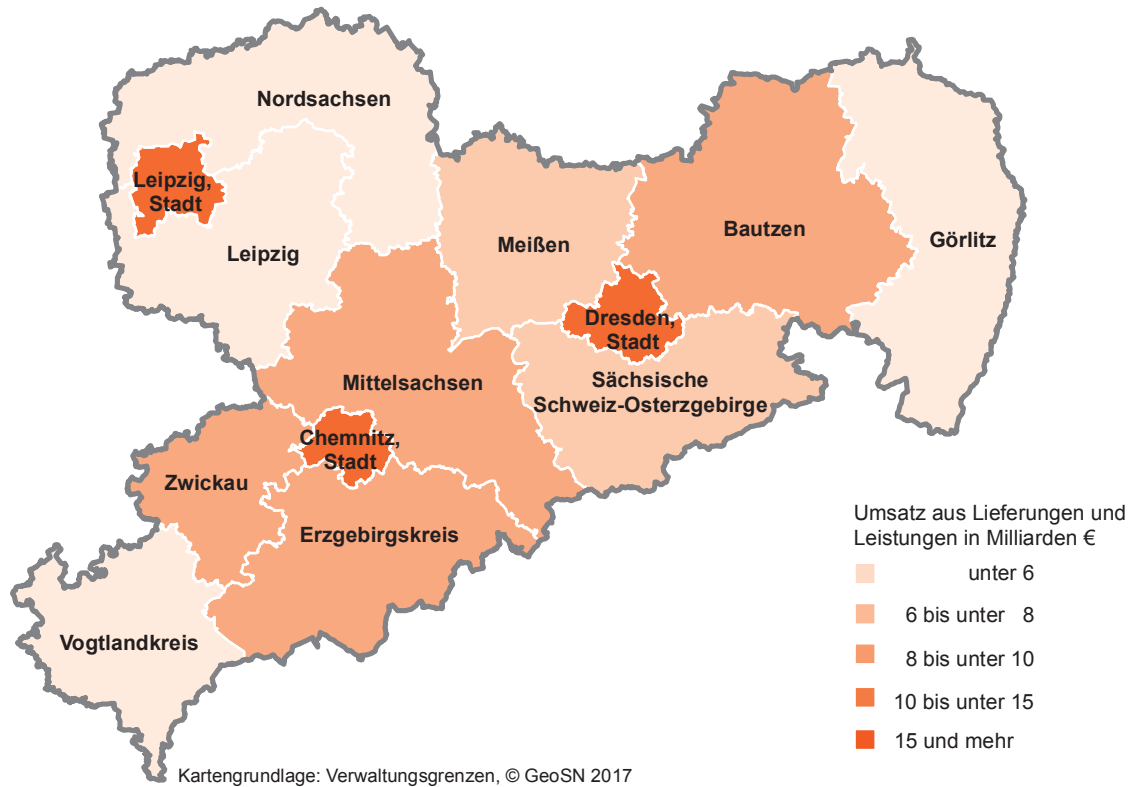 Nordsachsen
Leipzig,
Stadt
Leipzig
Meißen
Bautzen
Görlitz
Dresden,
Stadt
Mittelsachsen
Sächsische
Schweiz-Osterzgebirge
Chemnitz,
Stadt
Zwickau
Erzgebirgskreis
Vogtlandkreis
Umsatz aus Lieferungen und
Leistungen in Milliarden €
unter 6
6 bis unter 8
8 bis unter 10
10 bis unter 15
15 und mehr
Kartengrundlage: Verwaltungsgrenzen, © GeoSN 2017